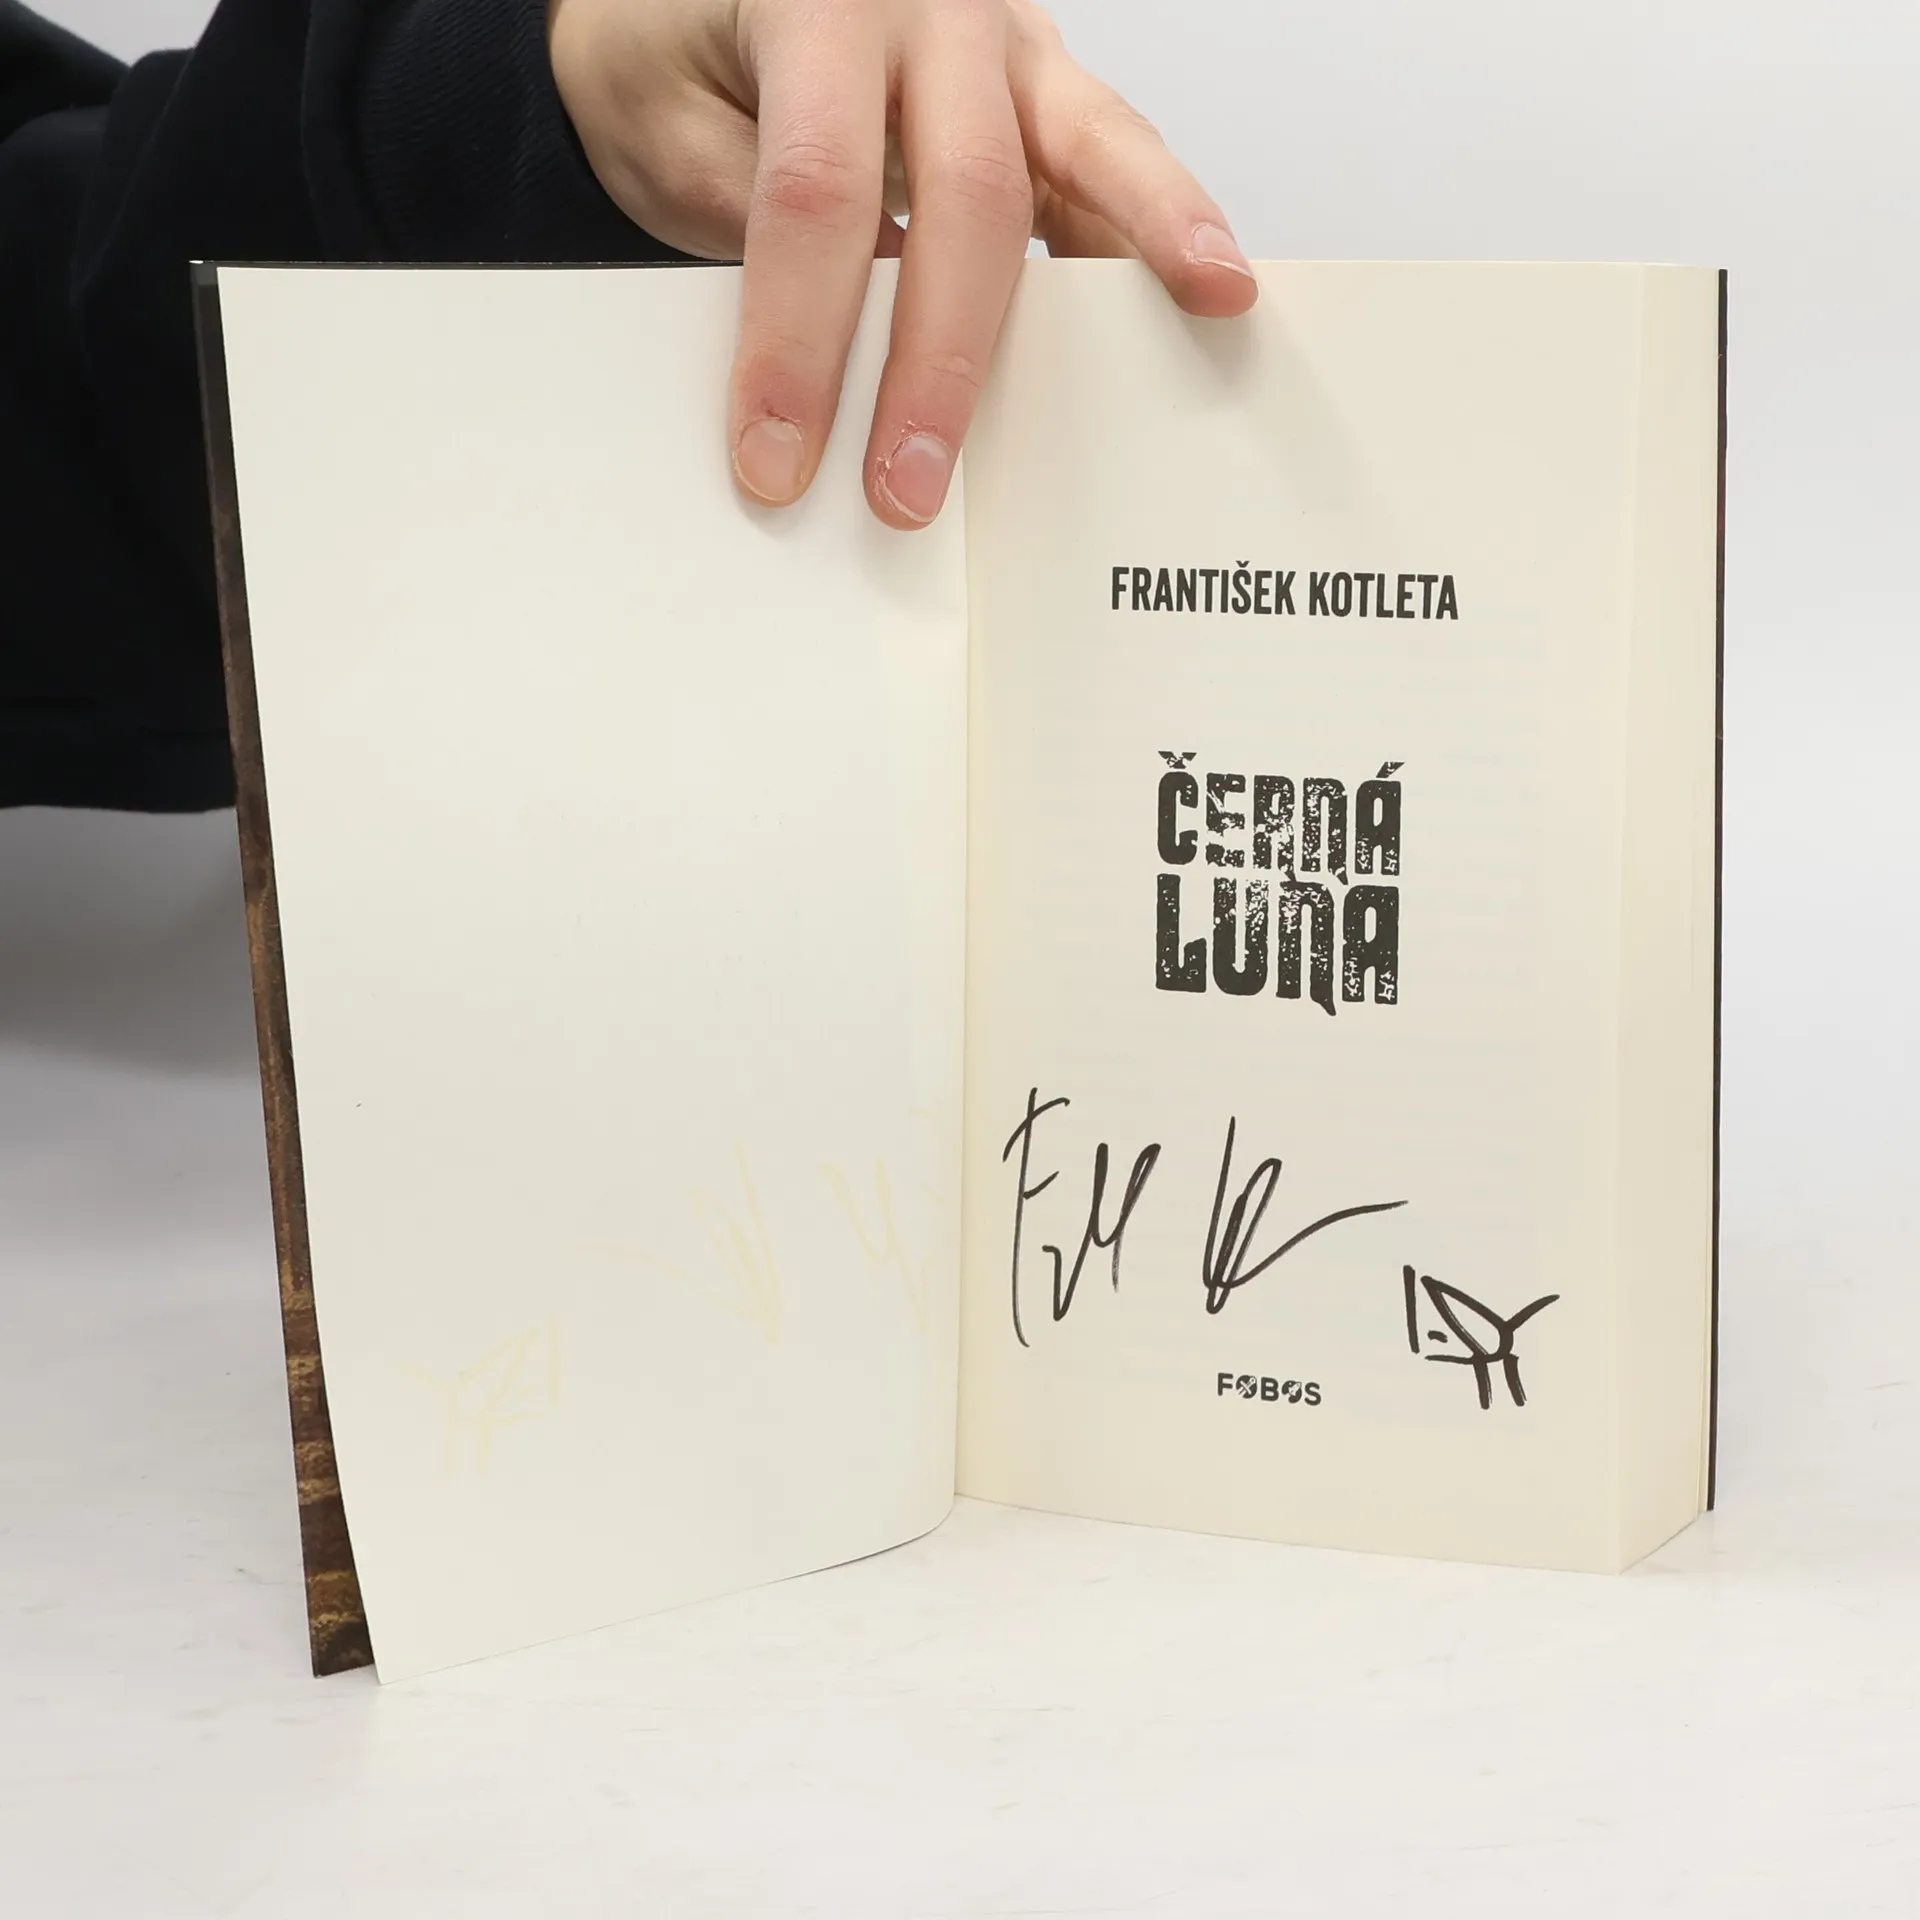 FRANTIŠEK KOTLETA
ČERNÁ
LUNA
FOBOS